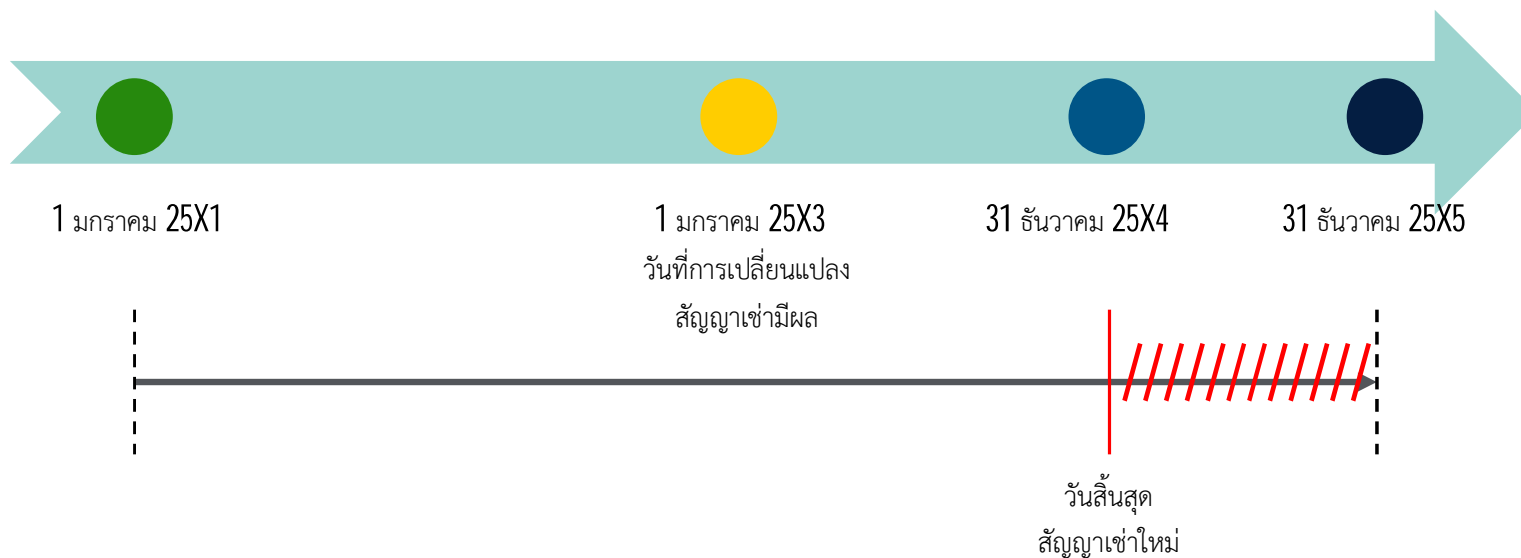 1 มกราคม 25X1
1 มกราคม 25X3
วันที่การเปลี่ยนแปลง
สัญญาเช่ามีผล
31 ธันวาคม 25X4
31 ธันวาคม 25X5
วันสิ้นสุด
สัญญาเช่าใหม่